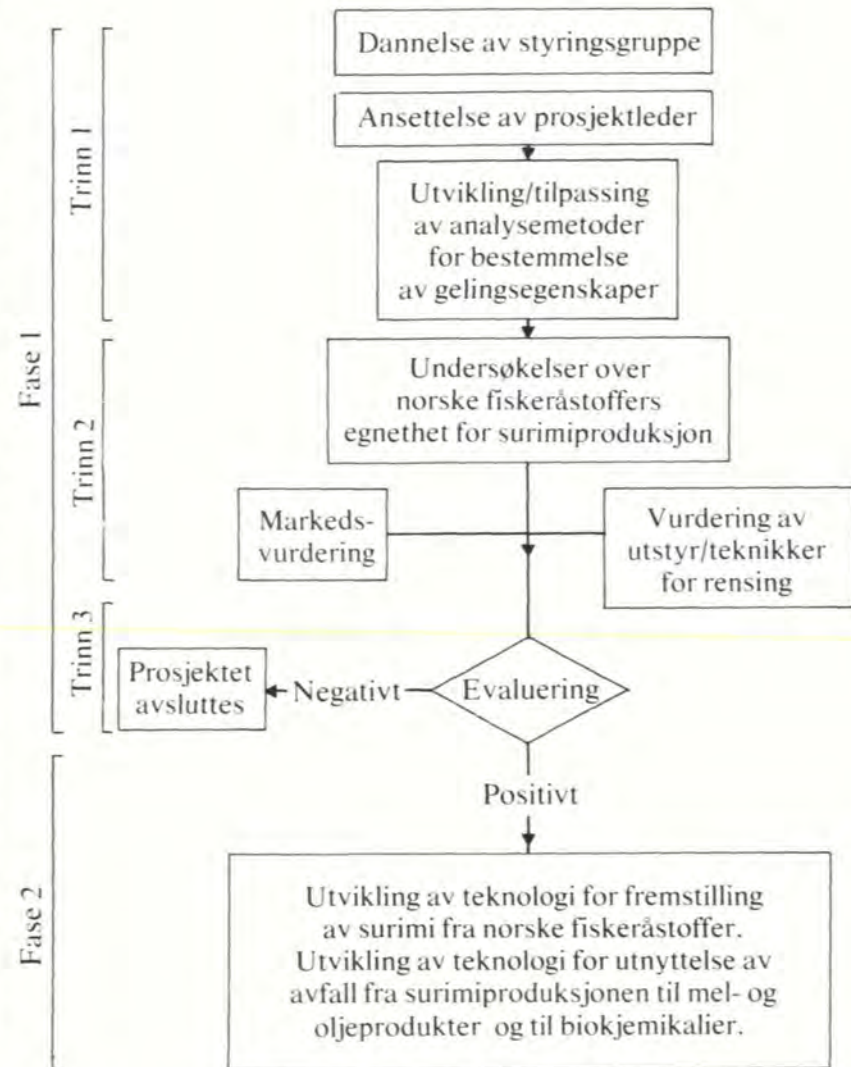 Fase 1
Trinn 1
Dannelse av styringsgruppe
Ansettelse av prosjektleder
Utvikling/tilpassing
av analysemetoder
for bestemmelse
av gelingsegenskaper
Trinn 2
Undersøkelser over
norske fiskeråstoffers
egnethet for surimiproduksjon
Markeds-
vurdering
Vurdering av
utstyr/teknikker
for rensing
Trinn 3
Prosjektet
avsluttes
Negativt
Evaluering
Positivt
Fase 2
Utvikling av teknologi for fremstilling
av surimi fra norske fiskeråstoffer.
Utvikling av teknologi for utnyttelse av
avfall fra surimiproduksjonen til mel- og
oljeprodukter og til biokjemikalier.